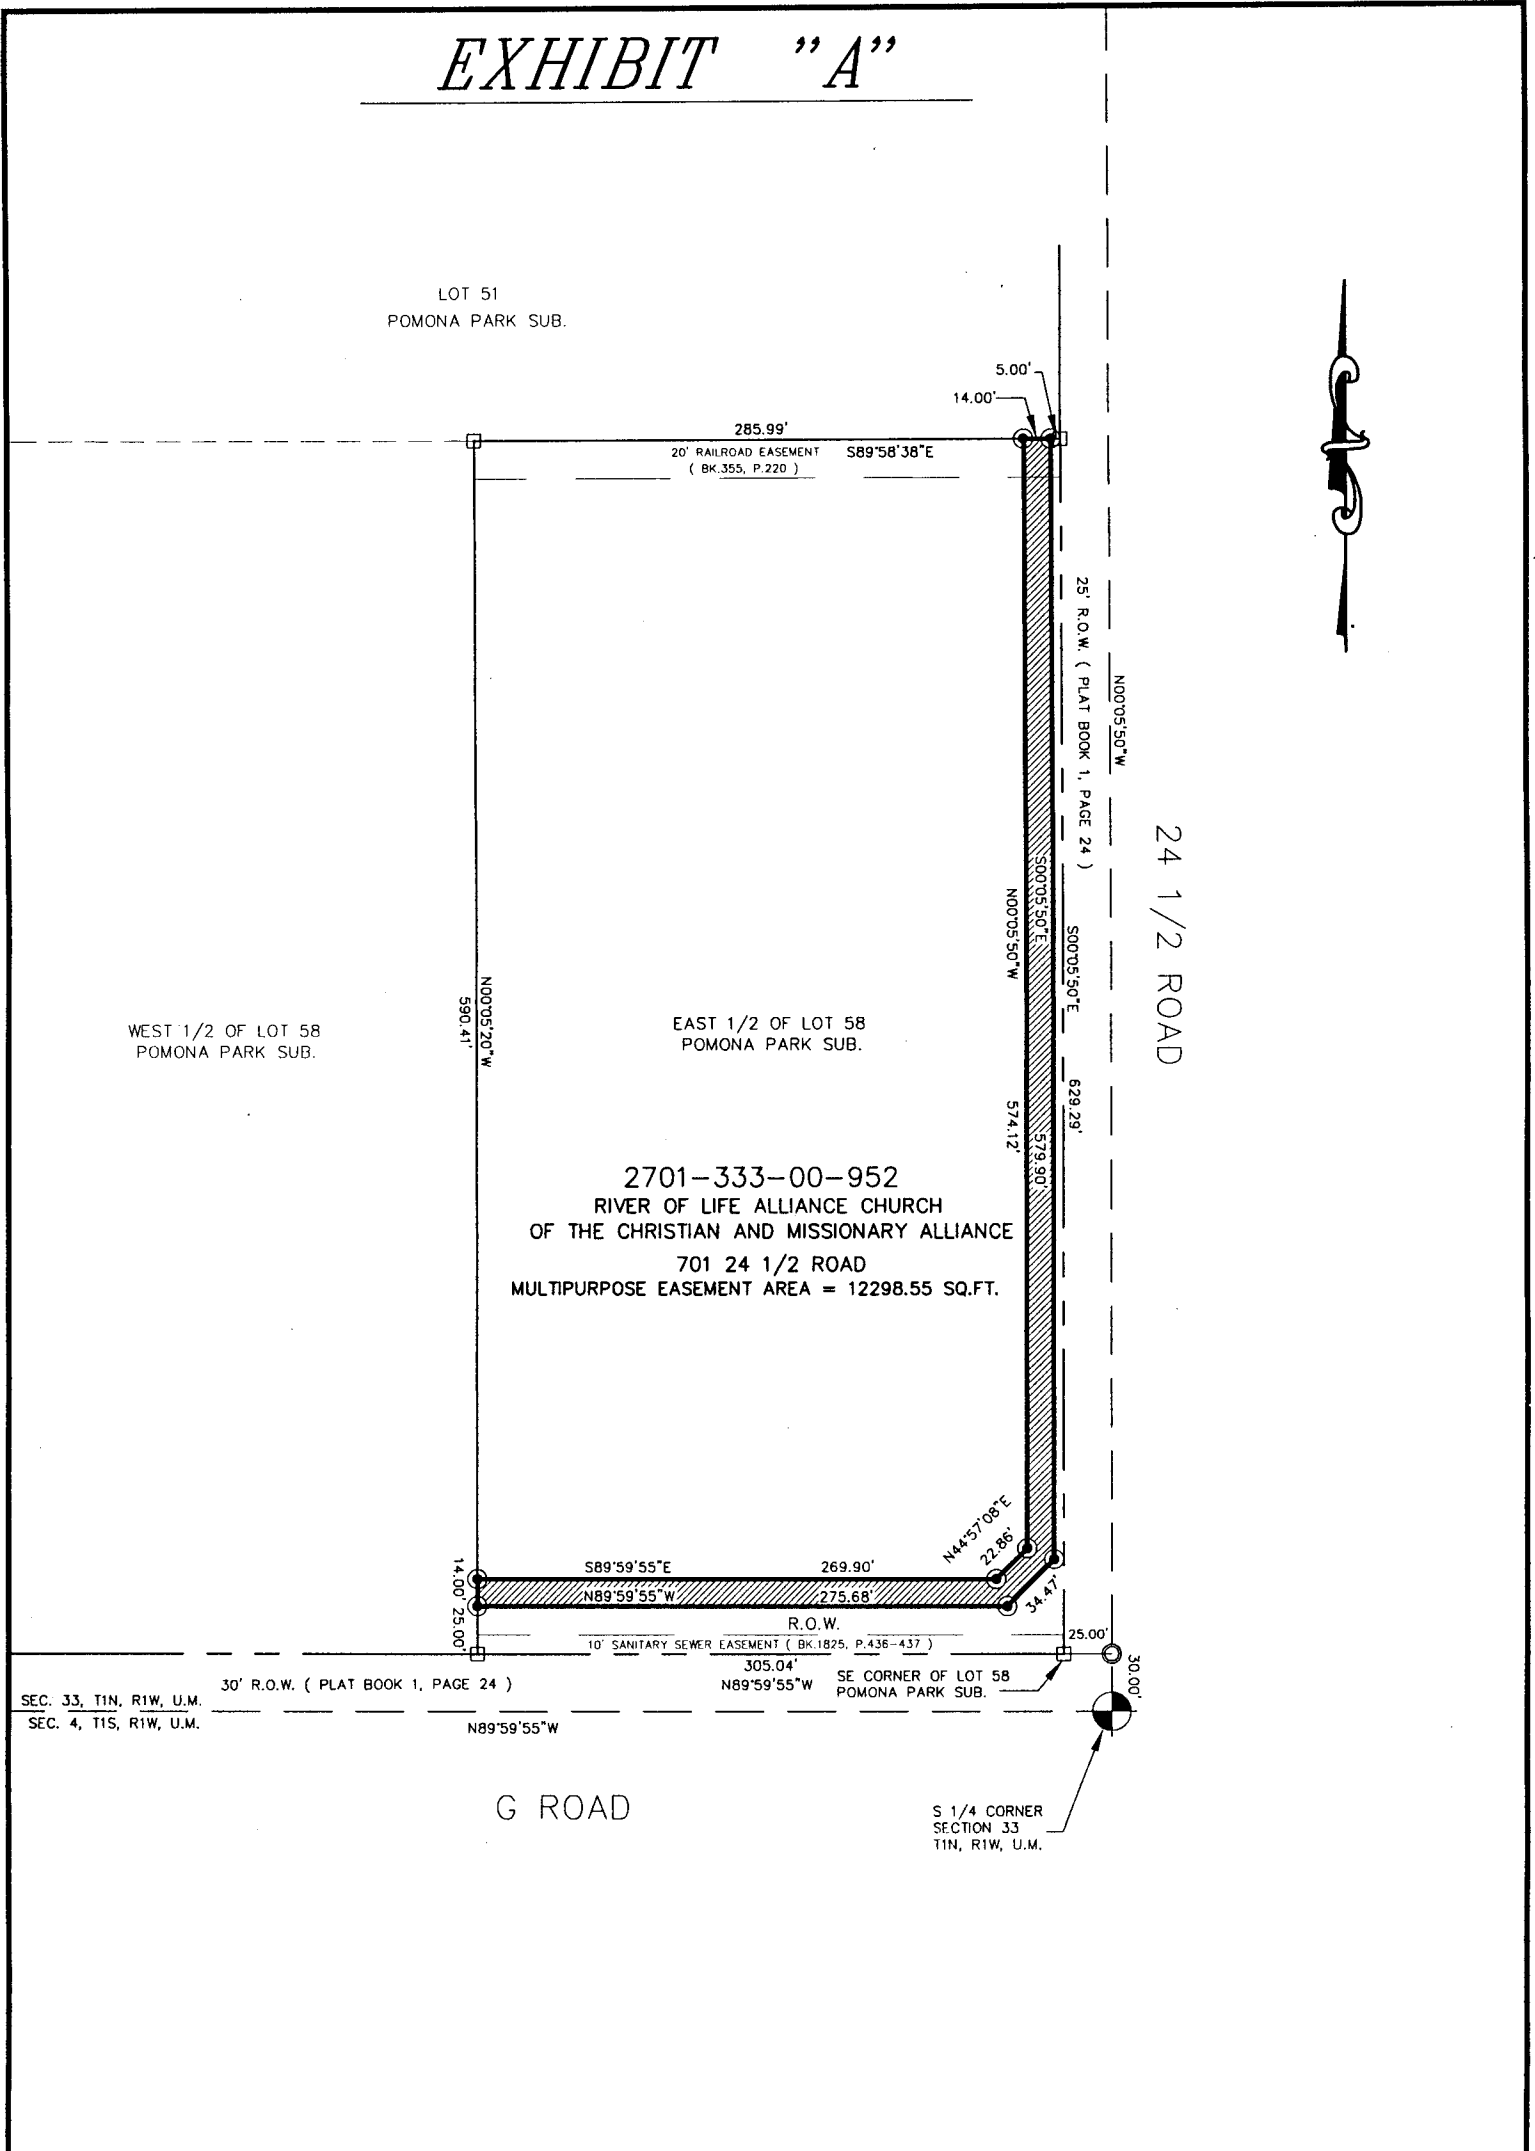 EXHIBIT "A"
LOT 51
POMONA PARK SUB.
5.00'
14.00'
285.99'
20' RAILROAD EASEMENT
S89°58'38"E
( BK.355, P.220 )
25' R.O.W. ( PLAT BOOK 1, PAGE 24 )
N00°05'50"W
24 1/2 ROAD
S00°05'50"E
N00°05'50"W
S00°05'50"E
629.29'
574.12'
579.90'
N00°05'20"W
590.41'
WEST 1/2 OF LOT 58
POMONA PARK SUB.
EAST 1/2 OF LOT 58
POMONA PARK SUB.
2701-333-00-952
RIVER OF LIFE ALLIANCE CHURCH
OF THE CHRISTIAN AND MISSIONARY ALLIANCE
701 24 1/2 ROAD
MULTIPURPOSE EASEMENT AREA = 12298.55 SQ.FT.
N44°57'08"E
22.86'
34.47'
14.00'
25.00'
S89°59'55"E
269.90'
N89°59'55"W
275.68'
R.O.W.
10' SANITARY SEWER EASEMENT ( BK.1825, P.436-437 )
25.00'
305.04'
N89°59'55"W
SE CORNER OF LOT 58
POMONA PARK SUB.
30.00'
30' R.O.W. ( PLAT BOOK 1, PAGE 24 )
SEC. 33, T1N, R1W, U.M.
SEC. 4, T1S, R1W, U.M.
N89°59'55"W
G ROAD
S 1/4 CORNER
SECTION 33
T1N, R1W, U.M.